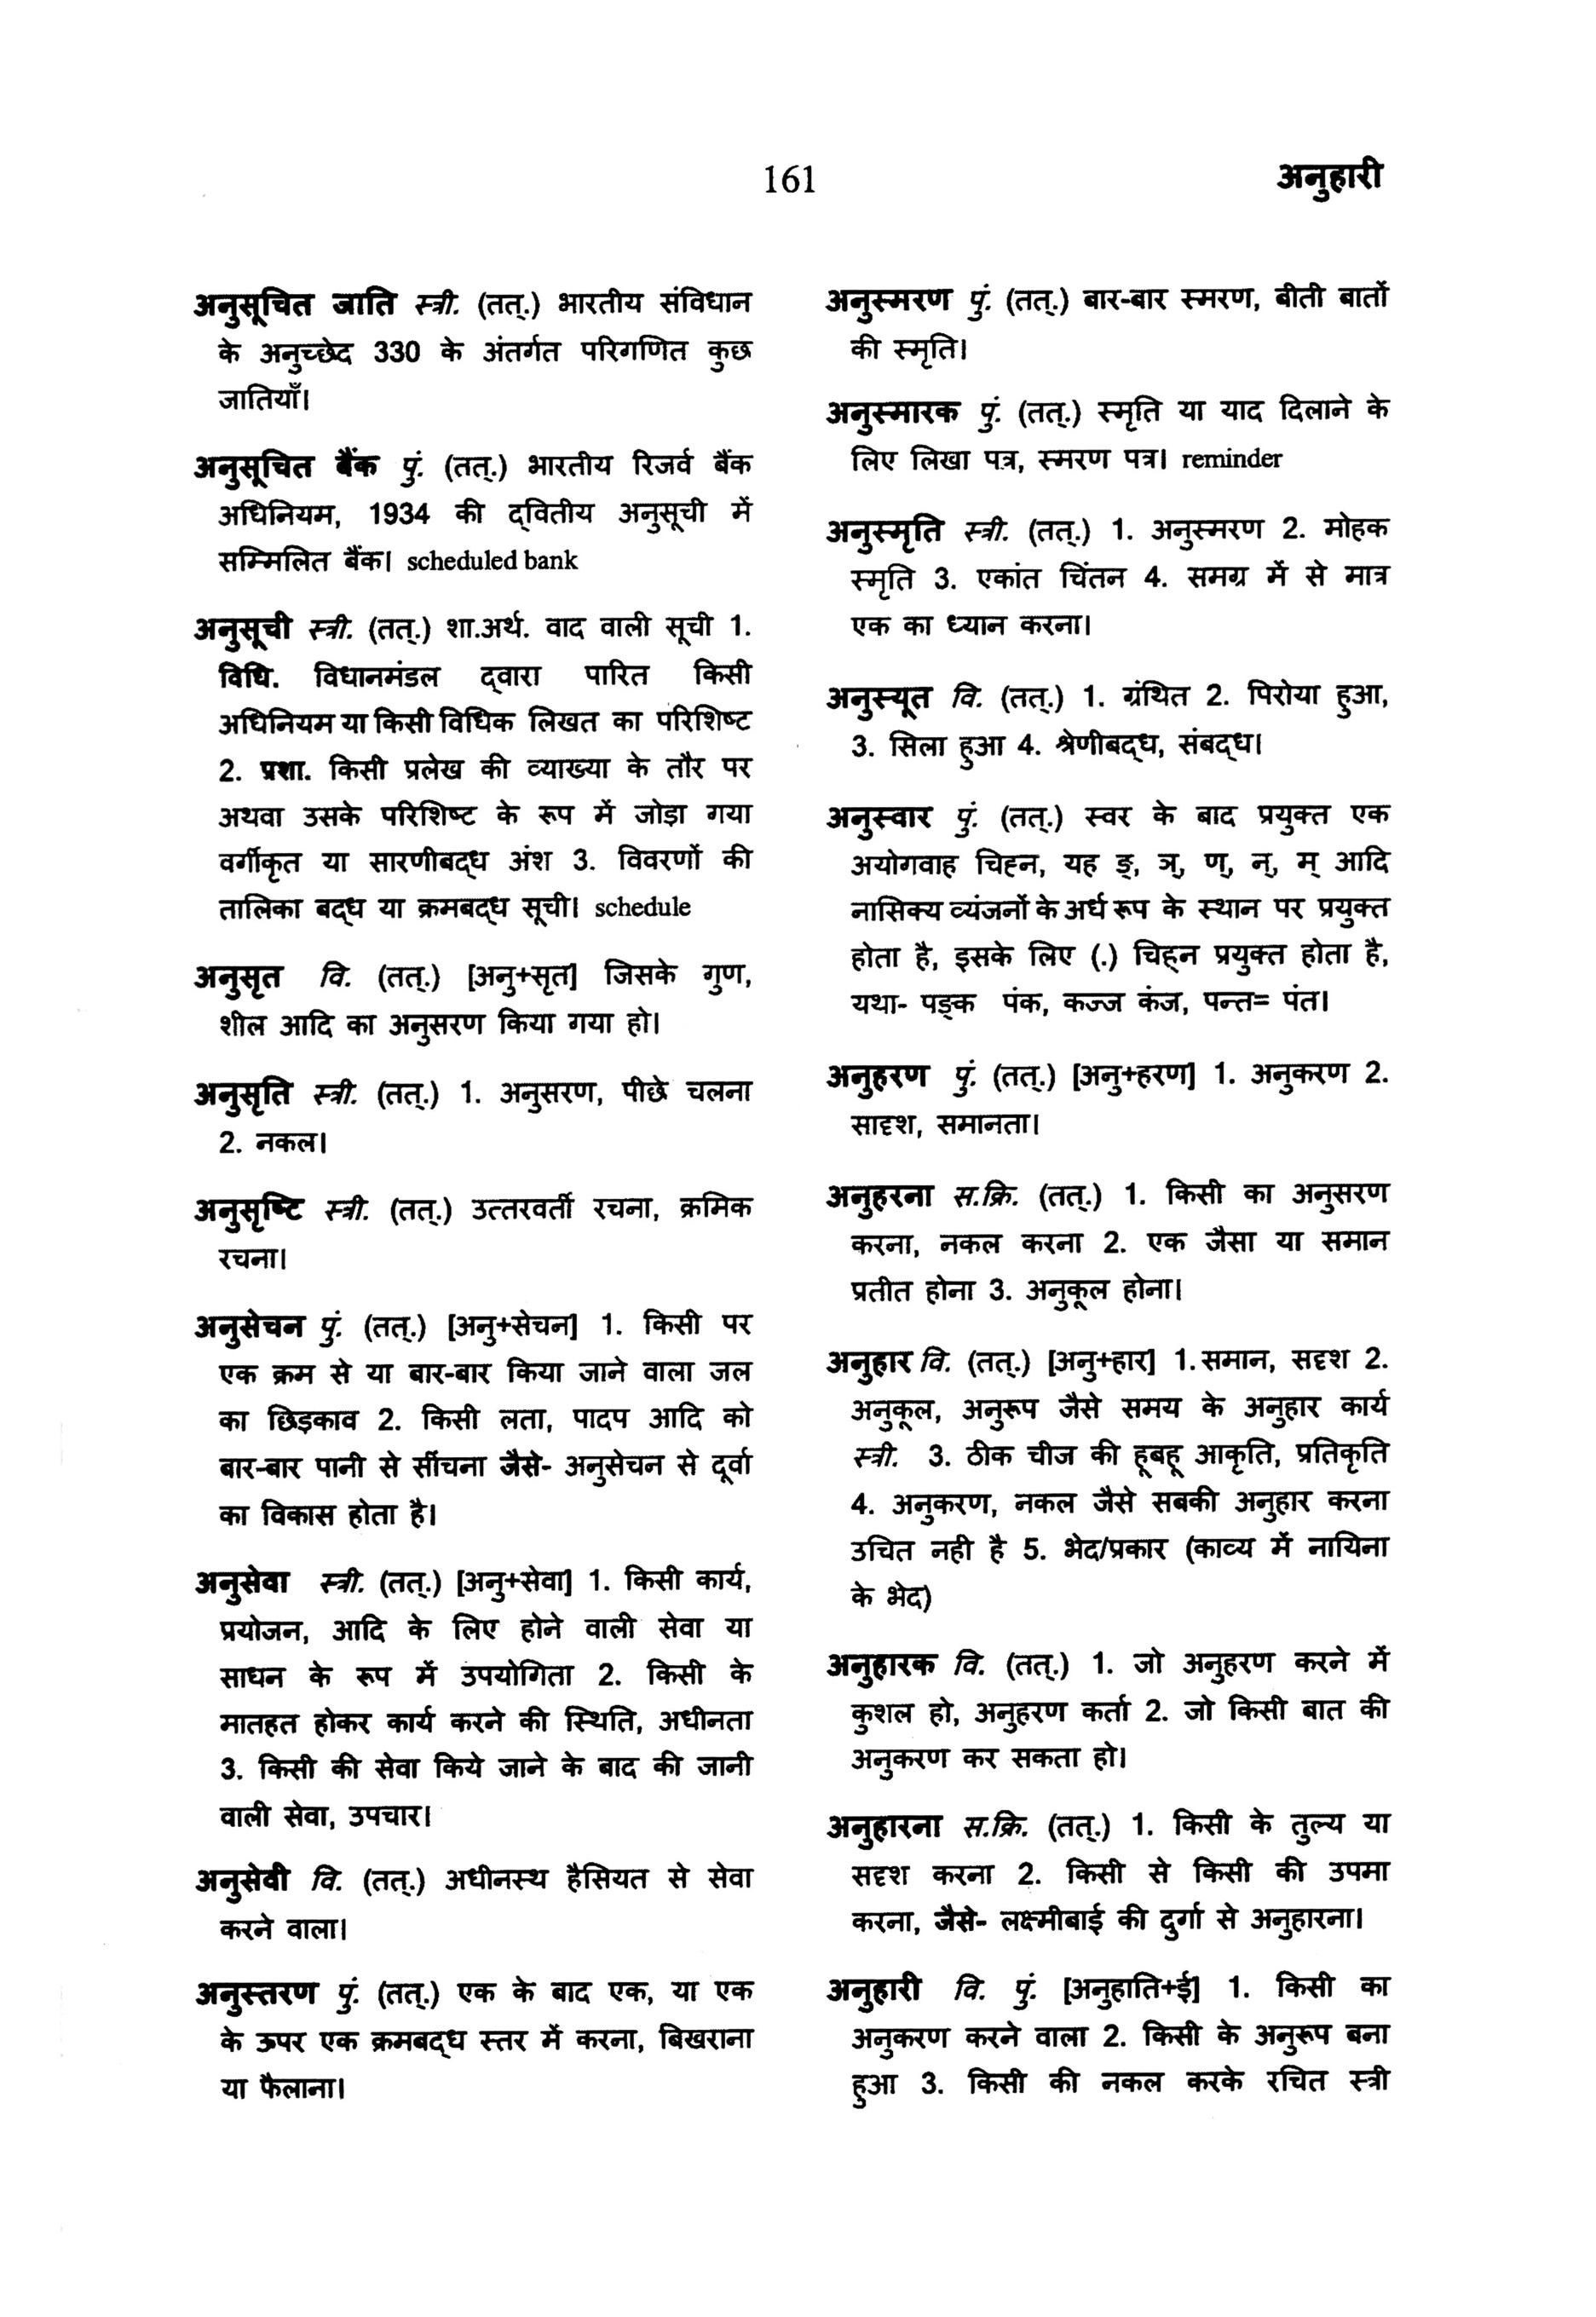 161
अनुहारी
अनुसूचित जाति स्त्री. (तत्.) भारतीय संविधान
के अनुच्छेद 330 के अंतर्गत परिगणित कुछ
जातियाँ।
अनुसूचित बैंक पुं. (तत्.) भारतीय रिजर्व बैंक
अधिनियम, 1934 की द्‌वितीय अनुसूची में
सम्मिलित बैंक। scheduled bank
अनुसूची स्त्री. (तत्.) शा.अर्थ. वाद वाली सूची 1.
विधि. विधानमंडल द्‌वारा पारित किसी
अधिनियम या किसी विधिक लिखत का परिशिष्ट
2. प्रशा. किसी प्रलेख की व्याख्या के तौर पर
अथवा उसके परिशिष्ट के रूप में जोड़ा गया
वर्गीकृत या सारणीबद्‌ध अंश 3. विवरणों की
तालिका बद्‌ध या क्रमबद्‌ध सूची। schedule
अनुसृत वि. (तत्.) [अनु+सृत] जिसके गुण,
शील आदि का अनुसरण किया गया हो।
अनुसृति स्त्री. (तत्.) 1. अनुसरण, पीछे चलना
2. नकल।
अनुसृष्टि स्त्री. (तत्.) उत्तरवर्ती रचना, क्रमिक
रचना।
अनुसेचन पुं. (तत्.) [अनु+सेचन] 1. किसी पर
एक क्रम से या बार-बार किया जाने वाला जल
का छिड़काव 2. किसी लता, पादप आदि को
बार-बार पानी से सींचना जैसे- अनुसेचन से दूर्वा
का विकास होता है।
अनुसेवा स्त्री. (तत्.) [अनु+सेवा] 1. किसी कार्य,
प्रयोजन, आदि के लिए होने वाली सेवा या
साधन के रूप में उपयोगिता 2. किसी के
मातहत होकर कार्य करने की स्थिति, अधीनता
3. किसी की सेवा किये जाने के बाद की जानी
वाली सेवा, उपचार।
अनुसेवी वि. (तत्.) अधीनस्थ हैसियत से सेवा
करने वाला।
अनुस्तरण पुं. (तत्.) एक के बाद एक, या एक
के ऊपर एक क्रमबद्‌ध स्तर में करना, बिखराना
या फैलाना।
अनुस्मरण पुं. (तत्.) बार-बार स्मरण, बीती बातों
की स्मृति।
अनुस्मारक पुं. (तत्.) स्मृति या याद दिलाने के
लिए लिखा पत्र, स्मरण पत्र। reminder
अनुस्मृति स्त्री. (तत्.) 1. अनुस्मरण 2. मोहक
स्मृति 3. एकांत चिंतन 4. समग्र में से मात्र
एक का ध्यान करना।
अनुस्यूत वि. (तत्.) 1. ग्रंथित 2. पिरोया हुआ,
3. सिला हुआ 4. श्रेणीबद्‌ध, संबद्‌ध।
अनुस्वार पुं. (तत्.) स्वर के बाद प्रयुक्त एक
अयोगवाह चिह्‌न, यह ङ्, ञ्, ण्, न्, म् आदि
नासिक्य व्यंजनों के अर्ध रूप के स्थान पर प्रयुक्त
होता है, इसके लिए (.) चिह्‌न प्रयुक्त होता है,
यथा- पङ्‌क पंक, कज्ज कंज, पन्त= पंत।
अनुहरण पुं. (तत्.) [अनु+हरण] 1. अनुकरण 2.
सादृश, समानता।
अनुहरना स.क्रि. (तत्.) 1. किसी का अनुसरण
करना, नकल करना 2. एक जैसा या समान
प्रतीत होना 3. अनुकूल होना।
अनुहार वि. (तत्.) [अनु+हार] 1. समान, सदृश 2.
अनुकूल, अनुरूप जैसे समय के अनुहार कार्य
स्त्री. 3. ठीक चीज की हूबहू आकृति, प्रतिकृति
4. अनुकरण, नकल जैसे सबकी अनुहार करना
उचित नही है 5. भेद/प्रकार (काव्य में नायिना
के भेद)
अनुहारक वि. (तत्.) 1. जो अनुहरण करने में
कुशल हो, अनुहरण कर्ता 2. जो किसी बात की
अनुकरण कर सकता हो।
अनुहारना स.क्रि. (तत्.) 1. किसी के तुल्य या
सदृश करना 2. किसी से किसी की उपमा
करना, जैसे- लक्ष्मीबाई की दुर्गा से अनुहारना।
अनुहारी वि. पुं. [अनुहाति+ई] 1. किसी का
अनुकरण करने वाला 2. किसी के अनुरूप बना
हुआ 3. किसी की नकल करके रचित स्त्री